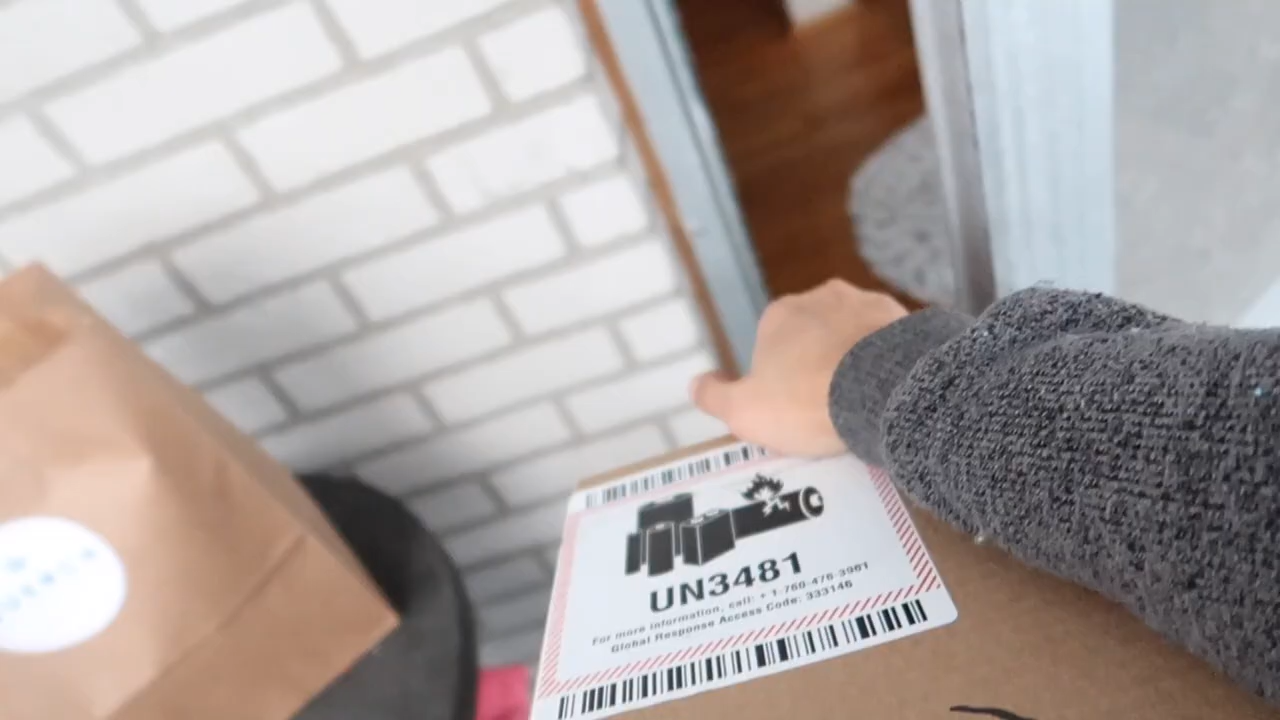 UN3481
For more information, call: • 1-760-476-3961
Global Response Access Code: 333146